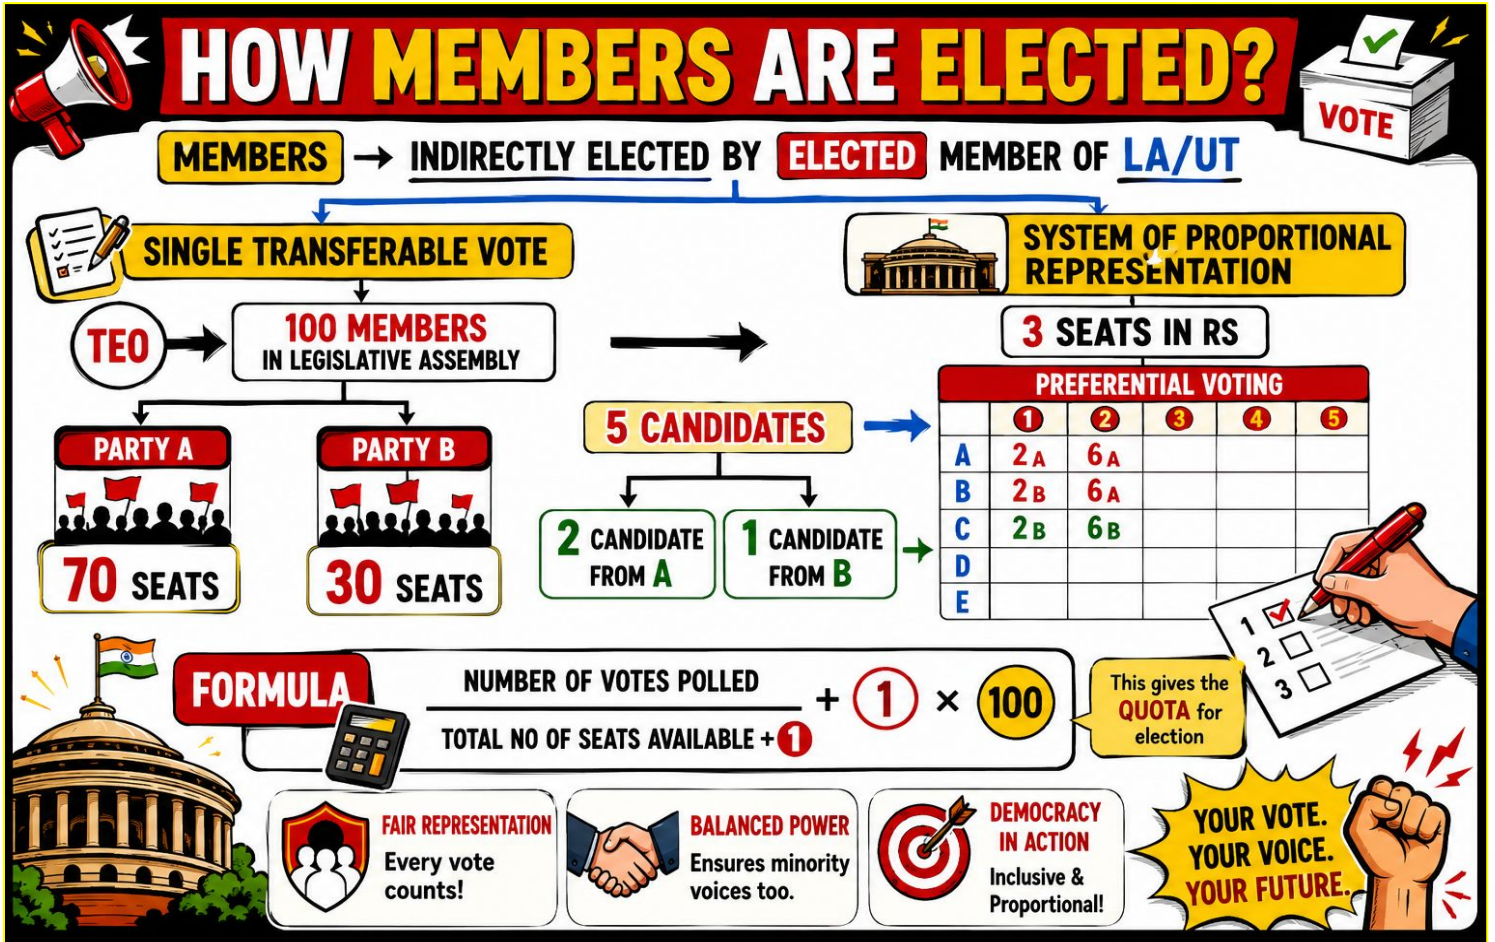 HOW MEMBERS ARE ELECTED?
VOTE
MEMBERS → INDIRECTLY ELECTED BY ELECTED MEMBER OF LA/UT
SINGLE TRANSFERABLE VOTE
TEO
100 MEMBERS
IN LEGISLATIVE ASSEMBLY
PARTY A
70 SEATS
PARTY B
30 SEATS
SYSTEM OF PROPORTIONAL
REPRESENTATION
3 SEATS IN RS
5 CANDIDATES
2 CANDIDATE
FROM A
1 CANDIDATE
FROM B
PREFERENTIAL VOTING
1 2 3 4 5
A 2A 6A
B 2B 6A
C 2B 6B
D
E
1
2
3
FORMULA
NUMBER OF VOTES POLLED
TOTAL NO OF SEATS AVAILABLE + 1
+ 1 × 100
This gives the
QUOTA for
election
FAIR REPRESENTATION
Every vote
counts!
BALANCED POWER
Ensures minority
voices too.
DEMOCRACY
IN ACTION
Inclusive &
Proportional!
YOUR VOTE.
YOUR VOICE.
YOUR FUTURE.